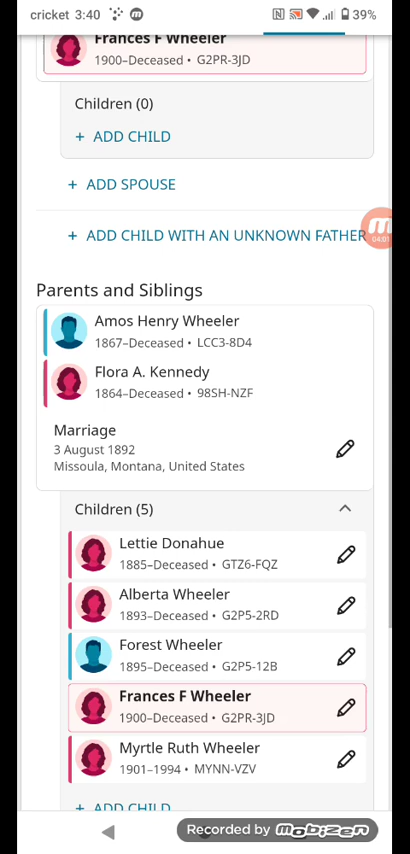 cricket 3:40 39%
Frances F Wheeler
1900–Deceased • G2PR-3JD
Children (0)
+ ADD CHILD
+ ADD SPOUSE
+ ADD CHILD WITH AN UNKNOWN FATHER
04:01
Parents and Siblings
Amos Henry Wheeler
1867–Deceased • LCC3-8D4
Flora A. Kennedy
1864–Deceased • 98SH-NZF
Marriage
3 August 1892
Missoula, Montana, United States
Children (5)
Lettie Donahue
1885–Deceased • GTZ6-FQZ
Alberta Wheeler
1893–Deceased • G2P5-2RD
Forest Wheeler
1895–Deceased • G2P5-12B
Frances F Wheeler
1900–Deceased • G2PR-3JD
Myrtle Ruth Wheeler
1901–1994 • MYNN-VZV
+ ADD CHILD
Recorded by mobizen